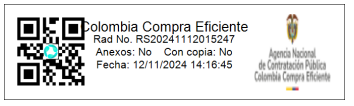 Colombia Compra Eficiente
Rad No. RS20241112015247
Anexos: No    Con copia: No
Fecha: 12/11/2024 14:16:45
Agencia Nacional
de Contratación Pública
Colombia Compra Eficiente